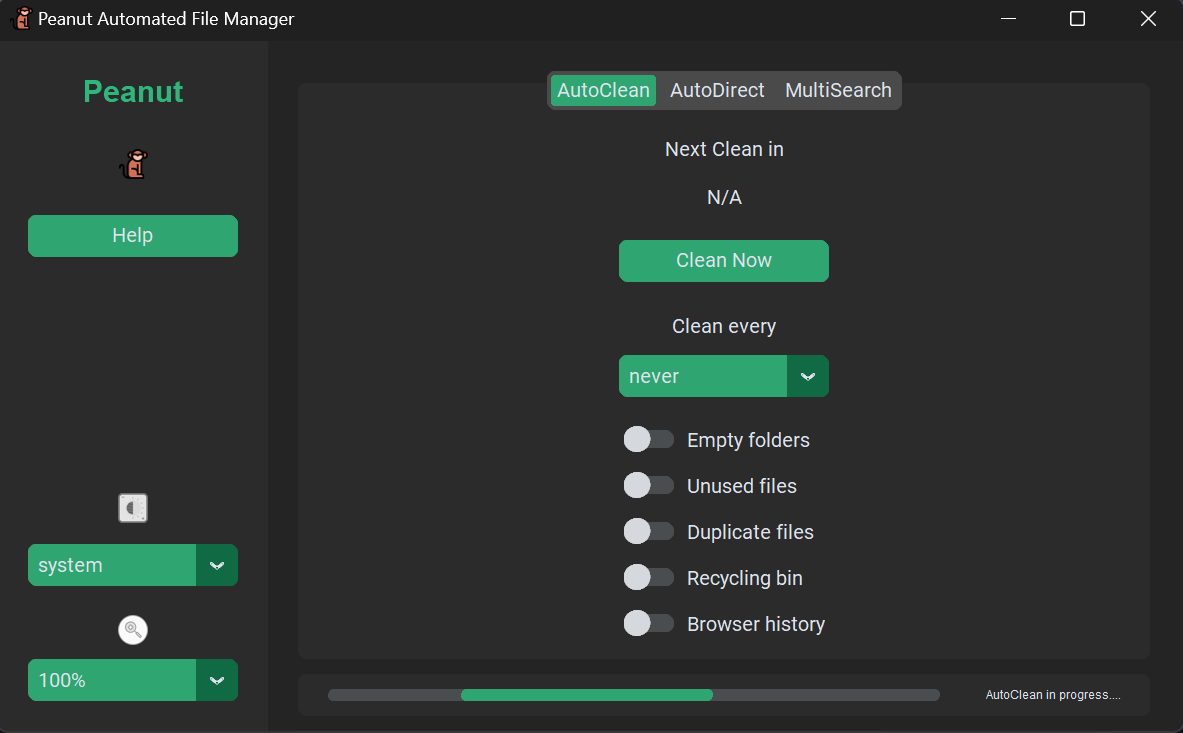 Peanut Automated File Manager
Peanut
Help
system
100%
AutoClean AutoDirect MultiSearch
Next Clean in
N/A
Clean Now
Clean every
never
Empty folders
Unused files
Duplicate files
Recycling bin
Browser history
AutoClean in progress....